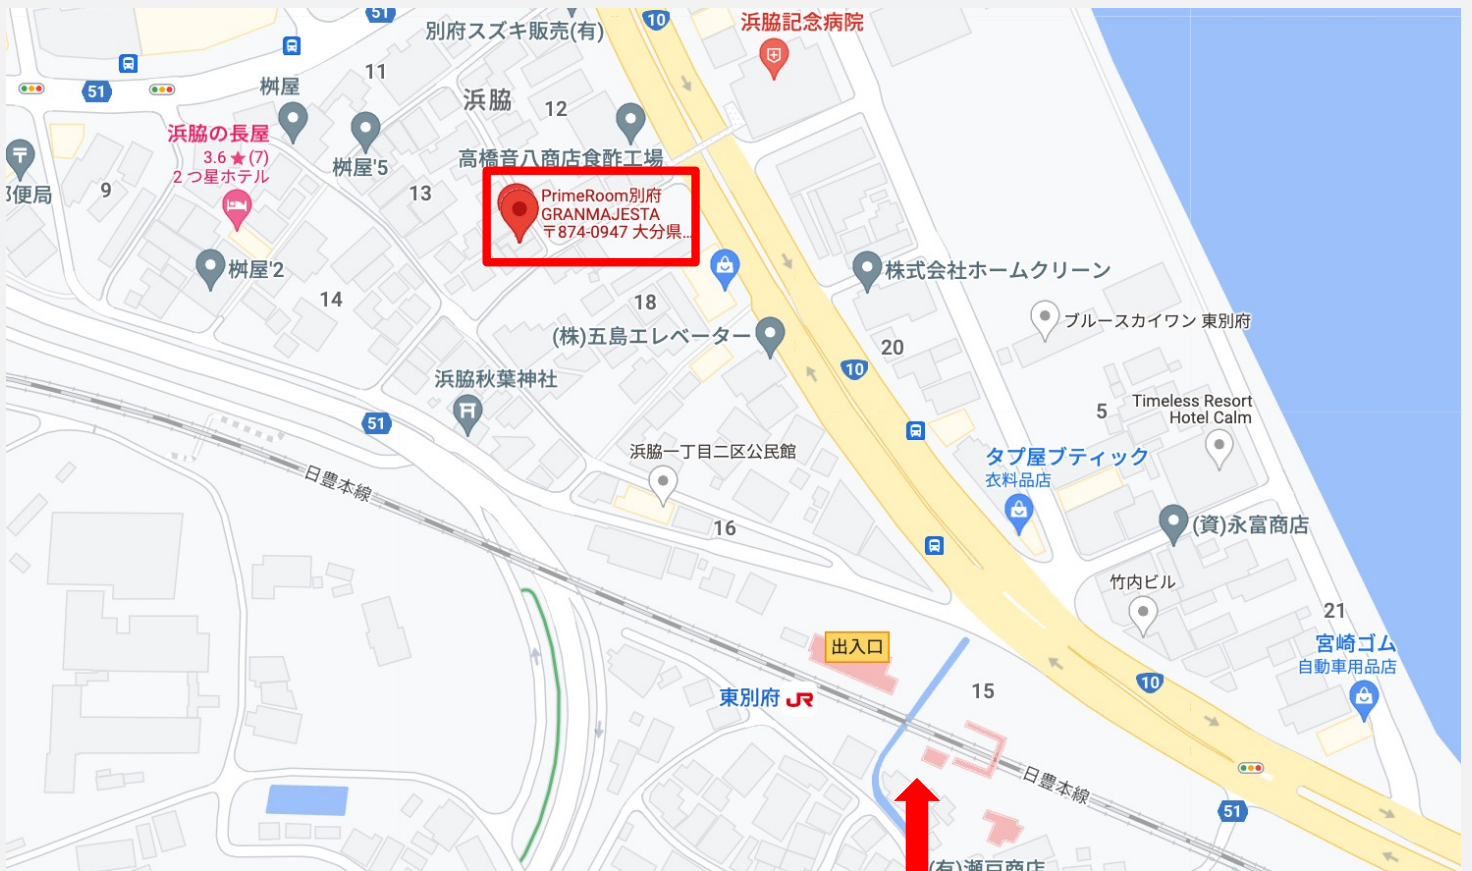 51
別府スズキ販売(有)
10
浜脇記念病院
11
51
桝屋
浜脇
12
浜脇の長屋
3.6 ★ (7)
2 つ星ホテル
桝屋'5
高橋音八商店食酢工場
〒
便局
9
13
PrimeRoom別府
GRANMAJESTA
〒874-0947 大分県...
桝屋'2
14
18
株式会社ホームクリーン
ブルースカイワン 東別府
(株)五島エレベーター
20
10
浜脇秋葉神社
51
5
Timeless Resort
Hotel Calm
浜脇一丁目二区公民館
タプ屋ブティック
衣料品店
日豊本線
16
(資)永富商店
竹内ビル
21
出入口
宮崎ゴム
自動車用品店
東別府 JR
15
10
日豊本線
51
(有)瀬戸商店